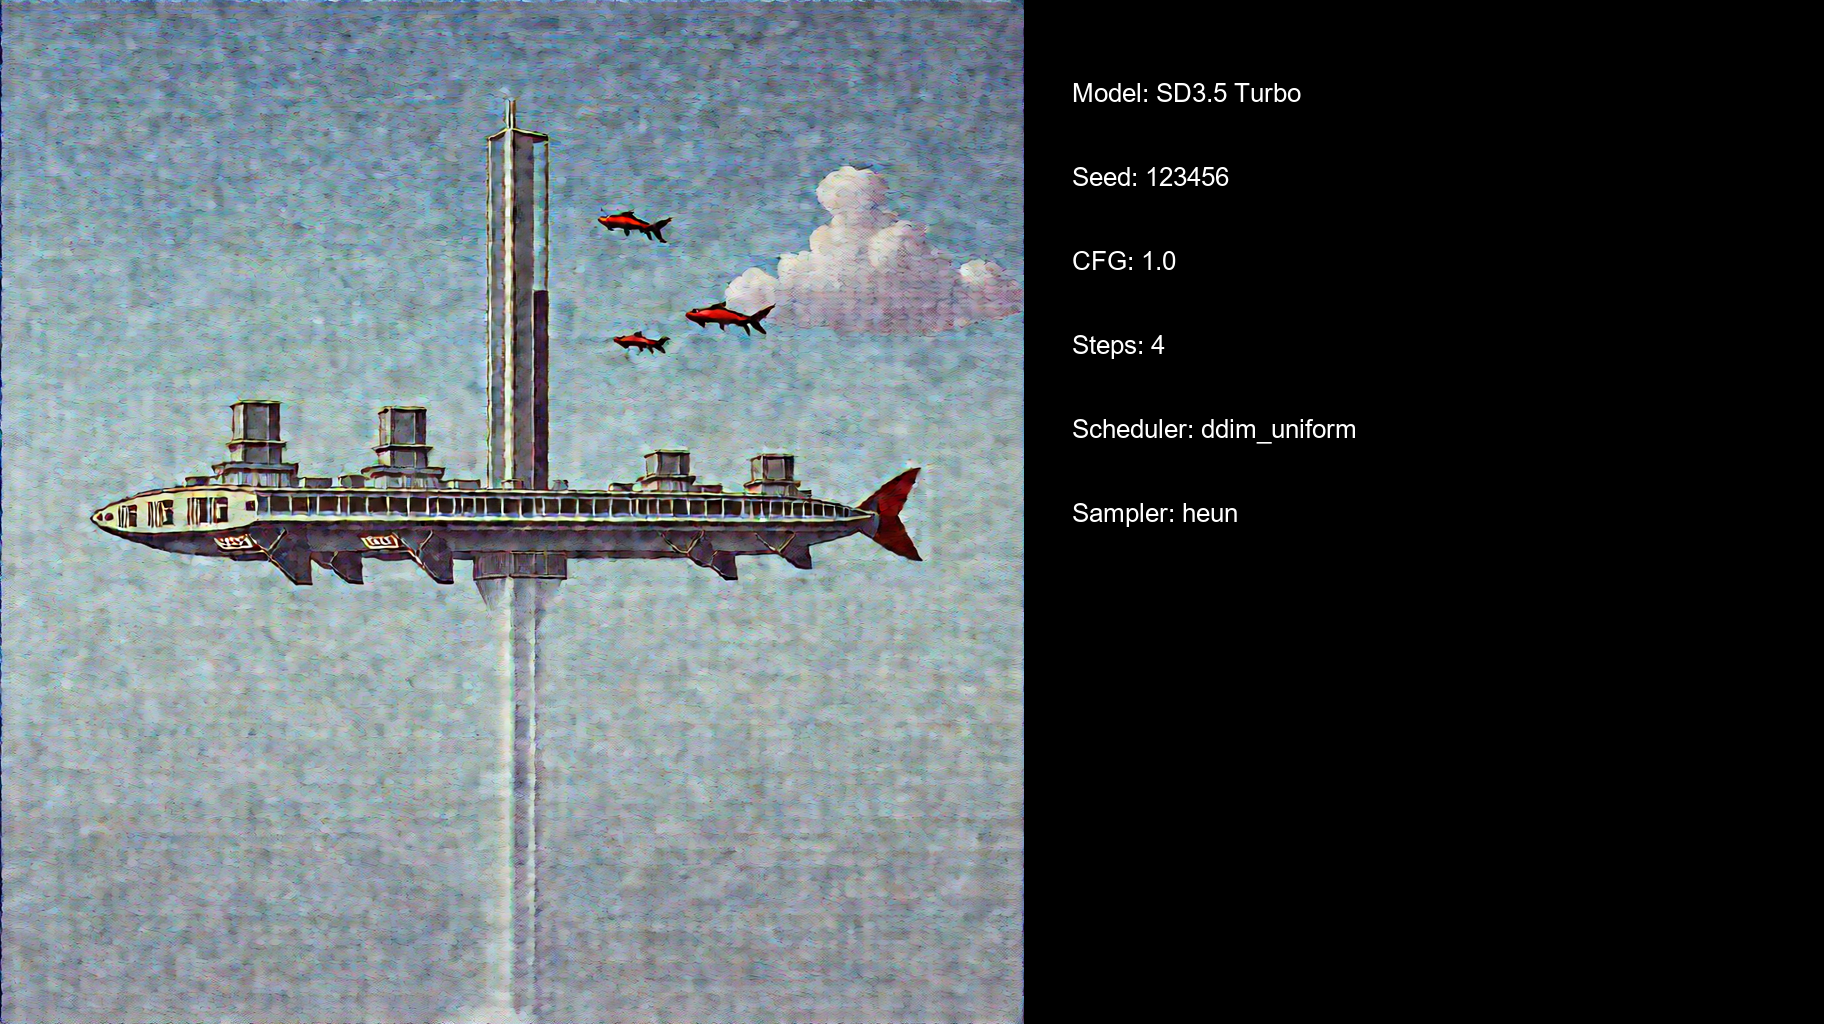 Model: SD3.5 Turbo
Seed: 123456
CFG: 1.0
Steps: 4
Scheduler: ddim_uniform
Sampler: heun